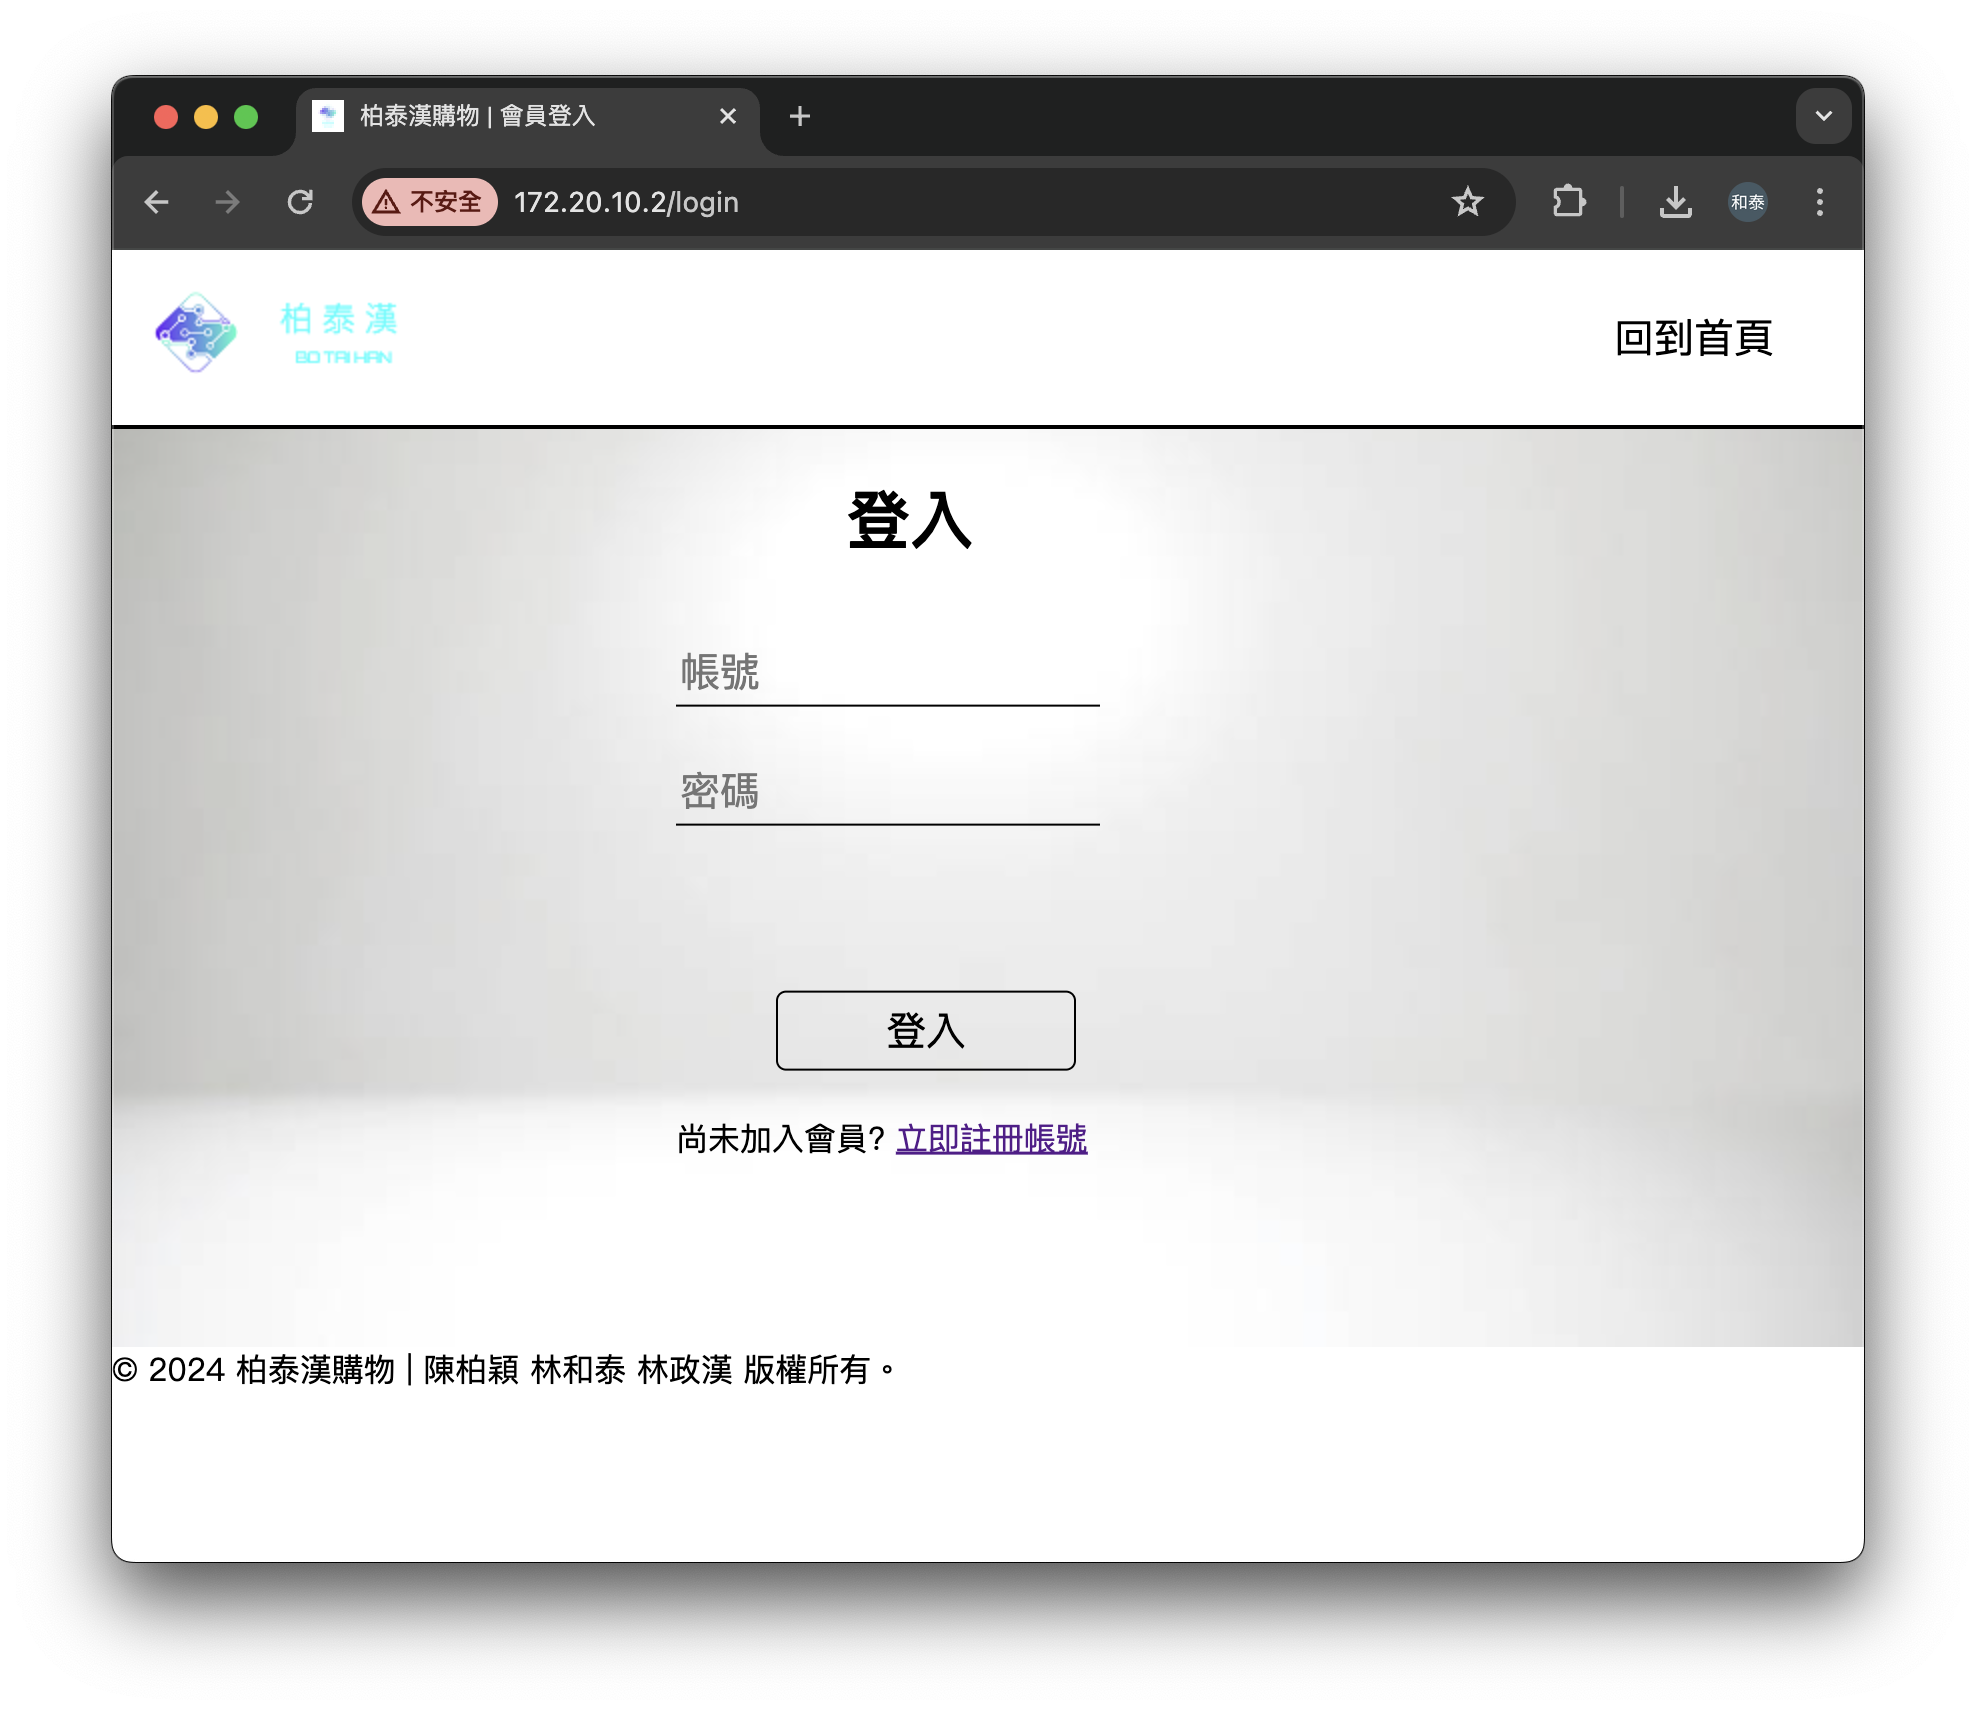 柏泰漢購物 | 會員登入
不安全 172.20.10.2/login 和泰
柏泰漢
BO TAI HAN
回到首頁
登入
帳號
密碼
登入
尚未加入會員? 立即註冊帳號
© 2024 柏泰漢購物 | 陳柏穎 林和泰 林政漢 版權所有。